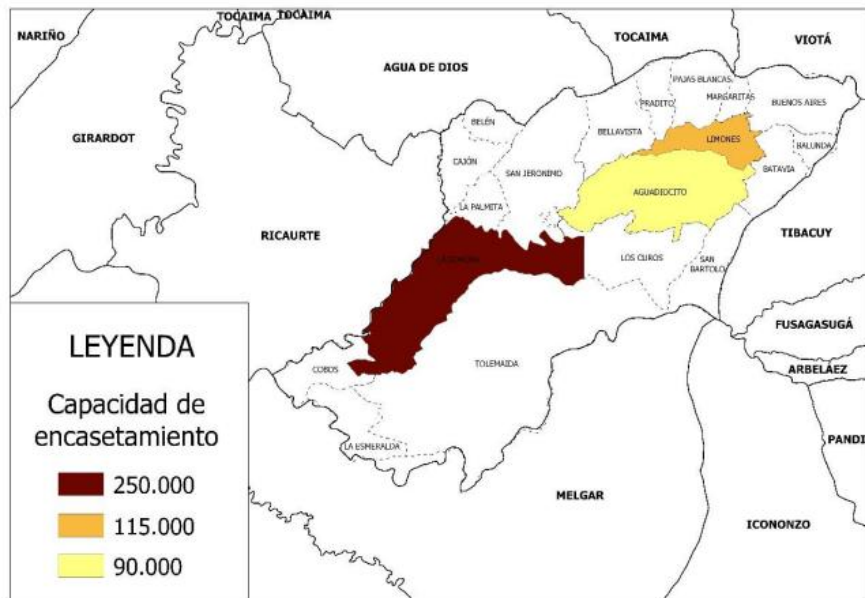 TOCAIMA
TOCAIMA
NARIÑO
TOCAIMA
VIOTÁ
AGUA DE DIOS
PAJAS BLANCAS
MARGARITAS
PRADITO
BUENOS AIRES
BELÉN
BELLAVISTA
GIRARDOT
LIMONES
BALUNDA
CAJÓN
SAN JERONIMO
BATAVIA
AGUADIOCITO
LA PALMITA
TIBACUY
RICAURTE
LOS CUROS
SAN
BARTOLO
FUSAGASUGÁ
LEYENDA
COBOS
TOLEMAIDA
ARBELÁEZ
Capacidad de
encasetamiento
LA ESMERALDA
PANDI
250.000
MELGAR
115.000
ICONONZO
90.000